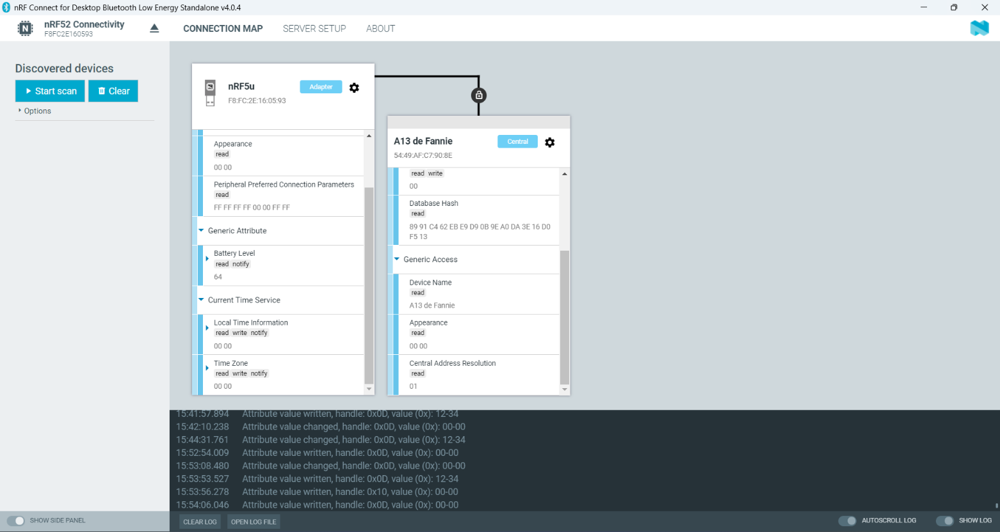 nRF Connect for Desktop Bluetooth Low Energy Standalone v4.0.4
nRF52 Connectivity
F8FC2E160593
CONNECTION MAP
SERVER SETUP
ABOUT
Discovered devices
Start scan
Clear
Options
nRF5u
Adapter
F8:FC:2E:16:05:93
Appearance
read
00 00
Peripheral Preferred Connection Parameters
read
FF FF FF FF 00 00 FF FF
Generic Attribute
Battery Level
read notify
64
Current Time Service
Local Time Information
read write notify
00 00
Time Zone
read write notify
00 00
A13 de Fannie
Central
54:49:AF:C7:90:8E
read write
00
Database Hash
read
89 91 C4 62 EB E9 D9 0B 9E A0 DA 3E 16 D0
F5 13
Generic Access
Device Name
read
A13 de Fannie
Appearance
read
00 00
Central Address Resolution
read
01
15:41:57.894 Attribute value written, handle: 0x0D, value (0x): 12-34
15:42:10.238 Attribute value changed, handle: 0x0D, value (0x): 00-00
15:44:31.761 Attribute value changed, handle: 0x0D, value (0x): 12-34
15:52:54.009 Attribute value written, handle: 0x0D, value (0x): 00-00
15:53:08.480 Attribute value changed, handle: 0x0D, value (0x): 00-00
15:53:53.527 Attribute value written, handle: 0x0D, value (0x): 12-34
15:53:56.278 Attribute value written, handle: 0x10, value (0x): 00-00
15:54:06.046 Attribute value written, handle: 0x0D, value (0x): 00-00
SHOW SIDE PANEL
CLEAR LOG
OPEN LOG FILE
AUTOSCROLL LOG
SHOW LOG